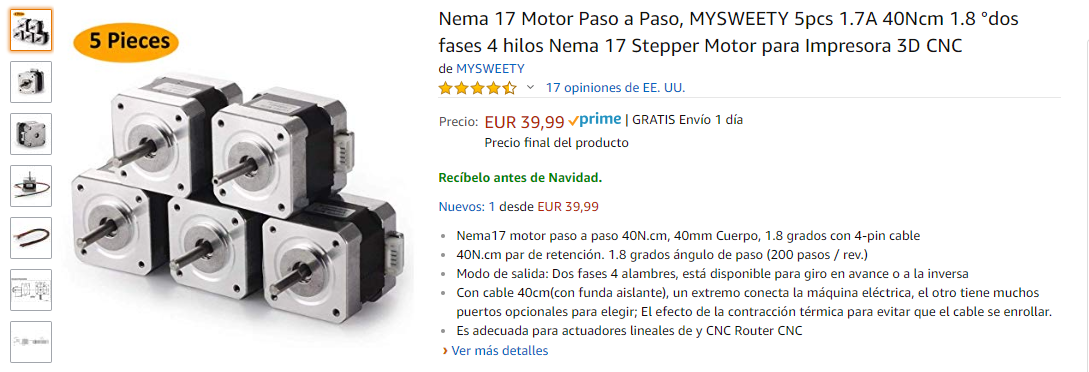 5 Pieces
Nema 17 Motor Paso a Paso, MYSWEETY 5pcs 1.7A 40Ncm 1.8 °dos
fases 4 hilos Nema 17 Stepper Motor para Impresora 3D CNC
de MYSWEETY
17 opiniones de EE. UU.
Precio: EUR 39,99 prime | GRATIS Envío 1 día
Precio final del producto
Recíbelo antes de Navidad.
Nuevos: 1 desde EUR 39,99
Nema17 motor paso a paso 40N.cm, 40mm Cuerpo, 1.8 grados con 4-pin cable
40N.cm par de retención. 1.8 grados ángulo de paso (200 pasos / rev.)
Modo de salida: Dos fases 4 alambres, está disponible para giro en avance o a la inversa
Con cable 40cm(con funda aislante), un extremo conecta la máquina eléctrica, el otro tiene muchos
puertos opcionales para elegir; El efecto de la contracción térmica para evitar que el cable se enrollar.
Es adecuada para actuadores lineales de y CNC Router CNC
› Ver más detalles